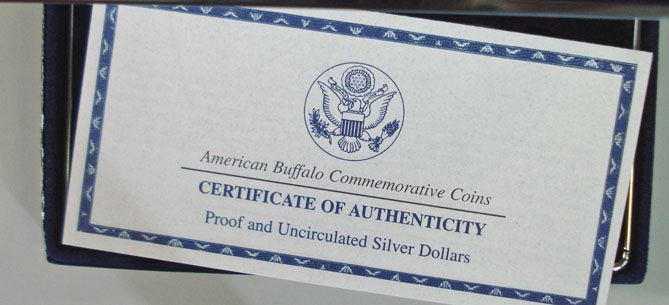 American Buffalo Commemorative Coins
CERTIFICATE OF AUTHENTICITY
Proof and Uncirculated Silver Dollars